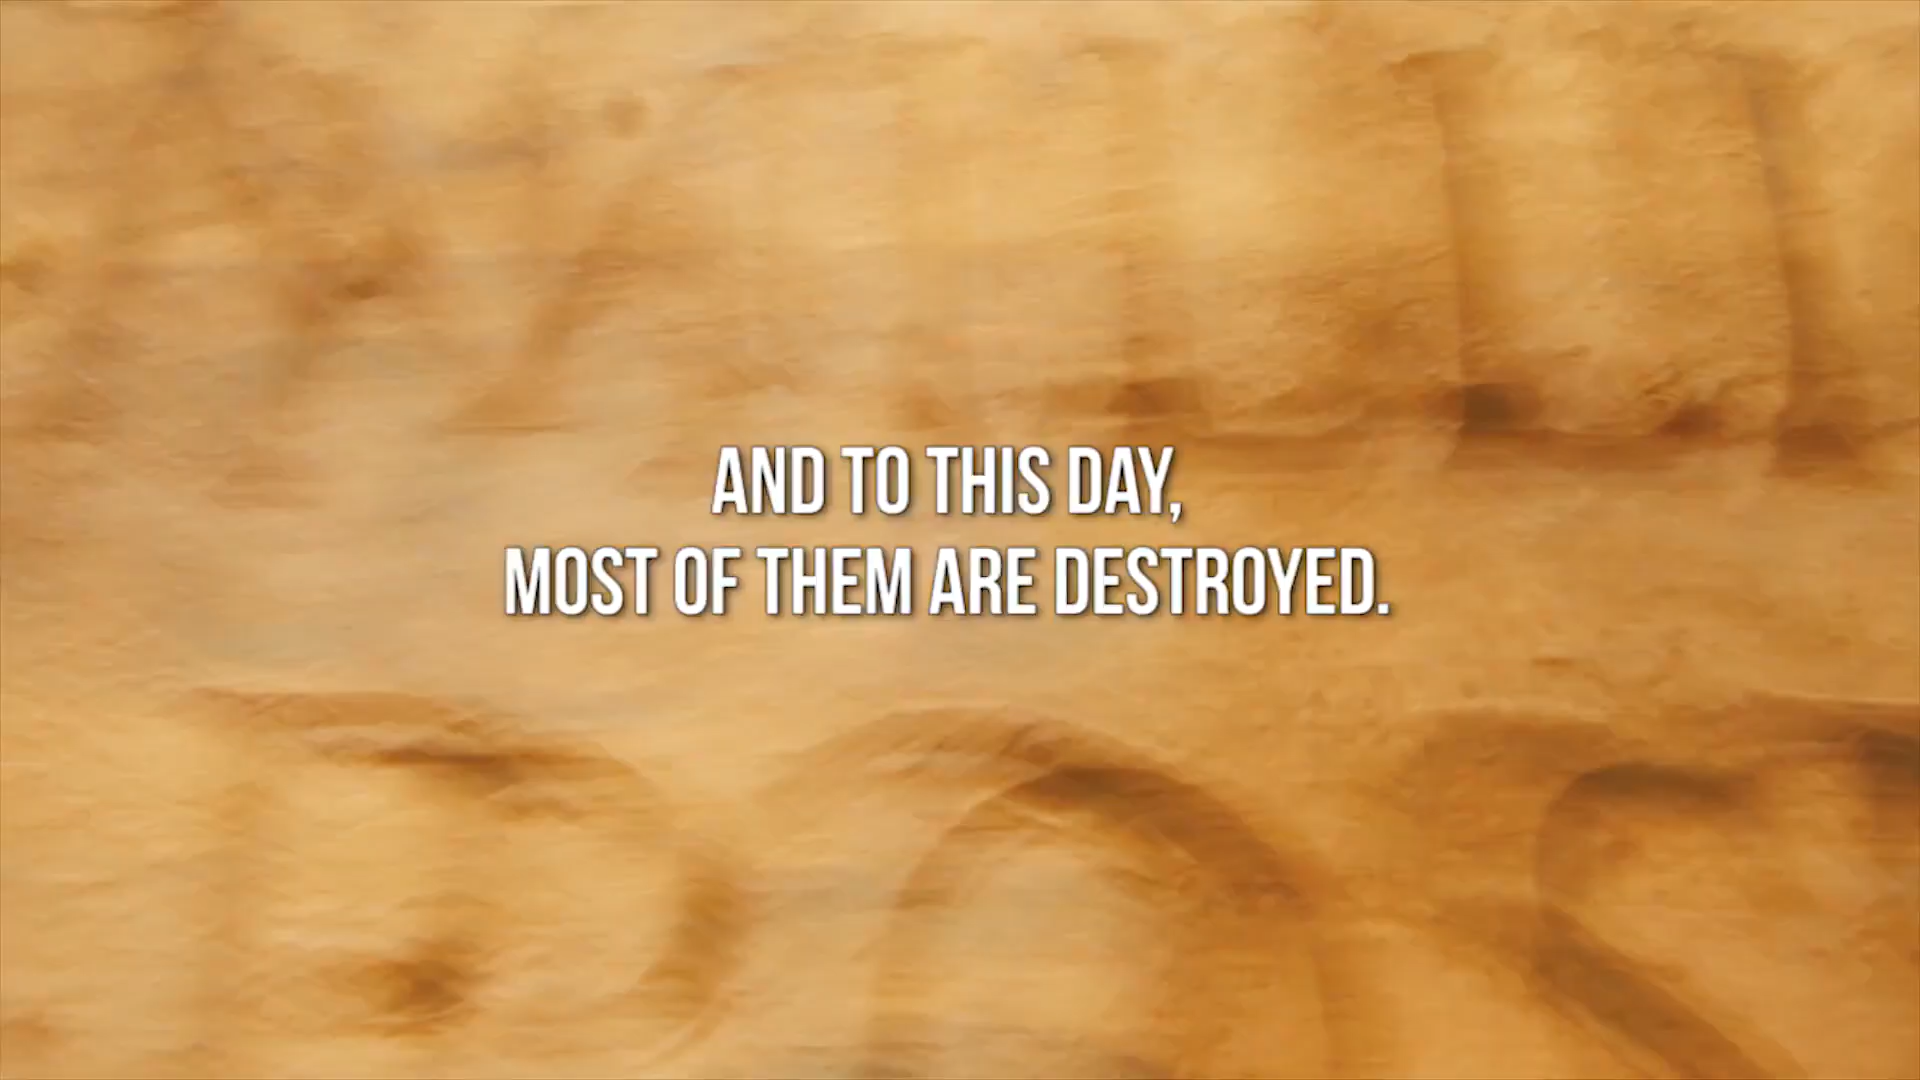 AND TO THIS DAY,
MOST OF THEM ARE DESTROYED.